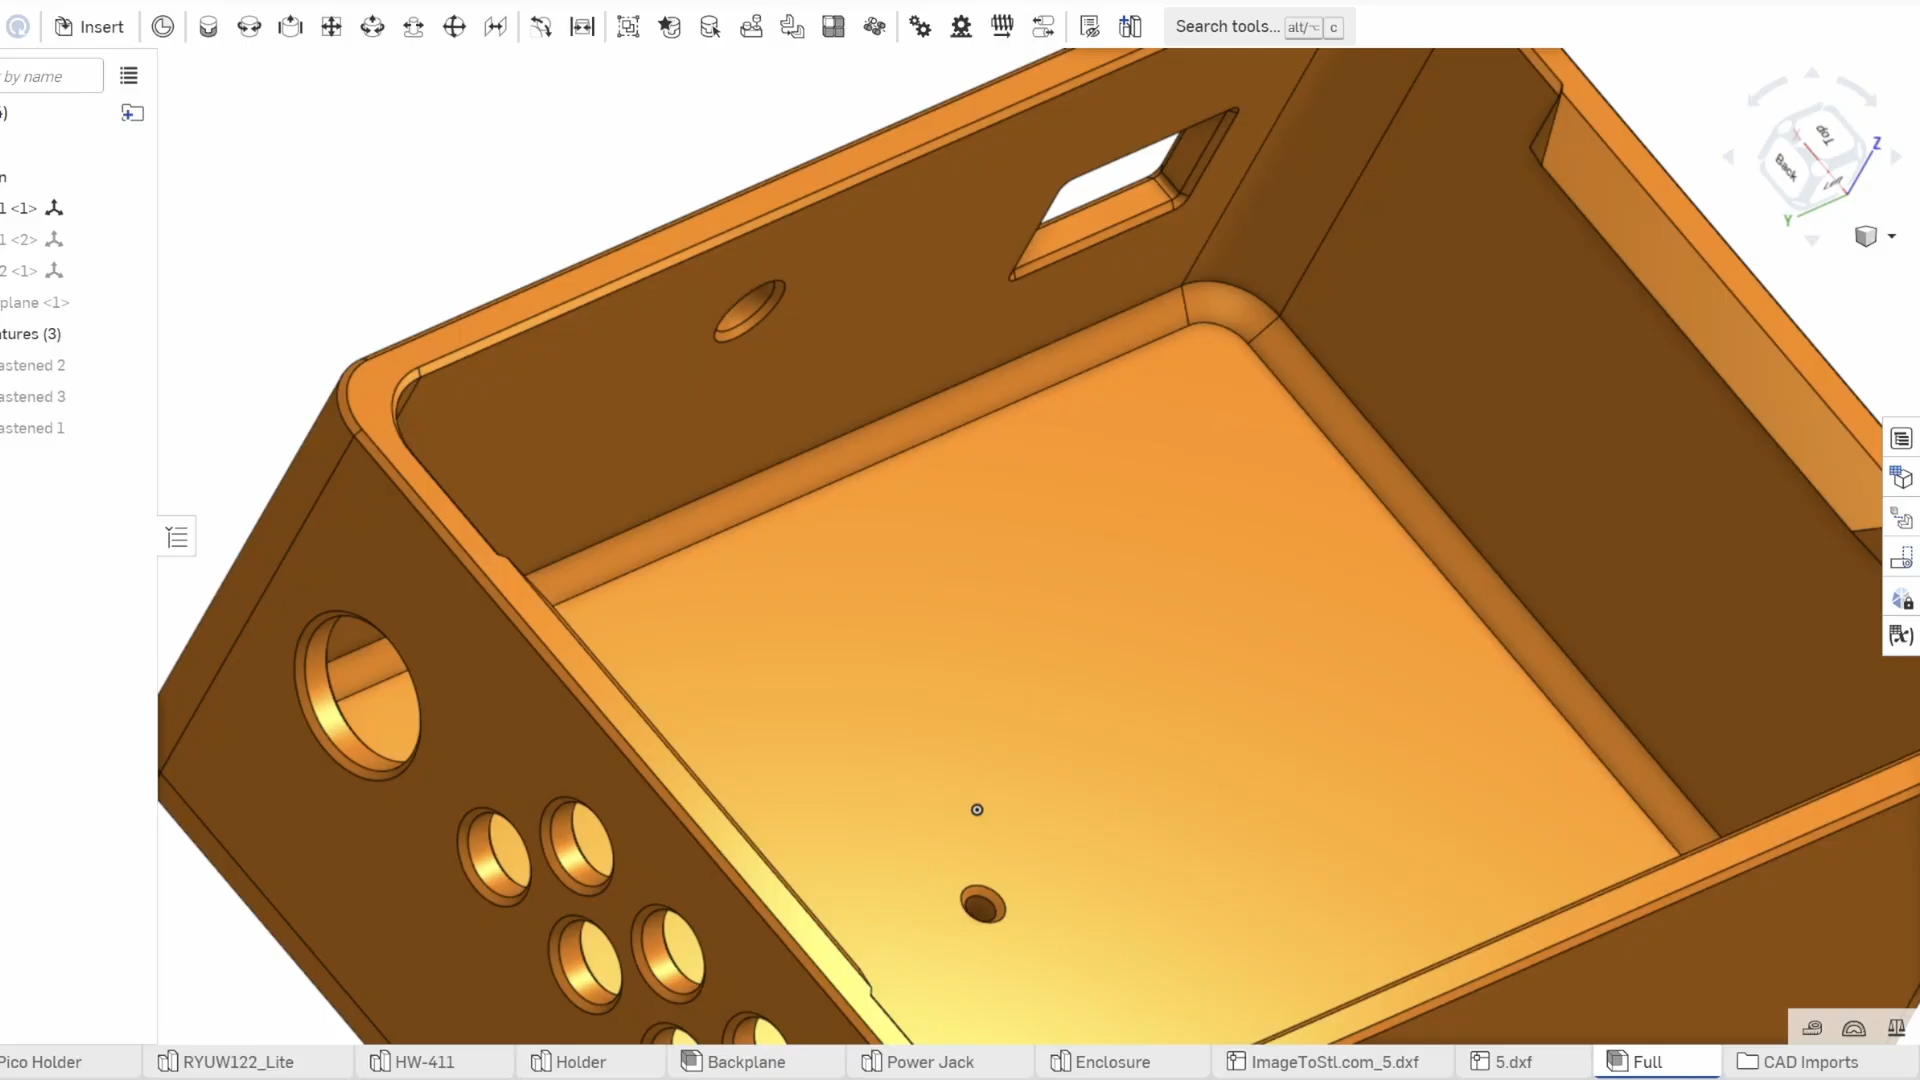 Insert
Search tools... alt/⌥ c
by name
1 <1>
1 <2>
2 <1>
plane <1>
tures (3)
astened 2
astened 3
astened 1
Top
Back
Left
Z
Y
(x)
Pico Holder
RYUW122_Lite
HW-411
Holder
Backplane
Power Jack
Enclosure
ImageToStl.com_5.dxf
5.dxf
Full
CAD Imports